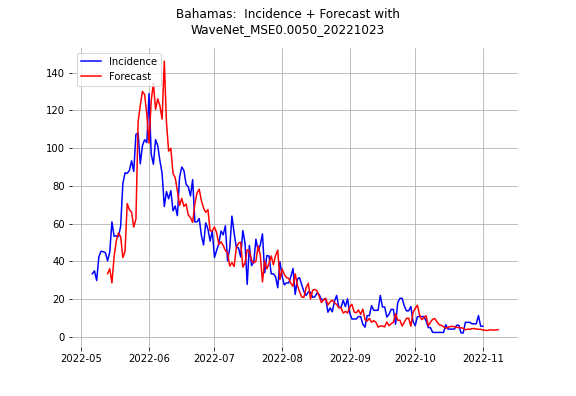 Bahamas:  Incidence + Forecast with
WaveNet_MSE0.0050_20221023
Incidence
Forecast
140
120
100
80
60
40
20
0
2022-05 2022-06 2022-07 2022-08 2022-09 2022-10 2022-11